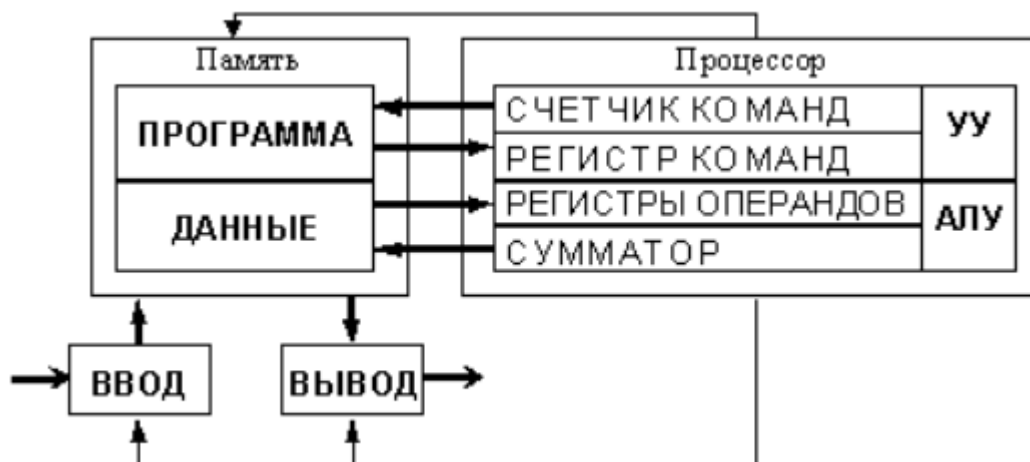 Память
Процессор
ПРОГРАММА
ДАННЫЕ
СЧЕТЧИК КОМАНД
РЕГИСТР КОМАНД
РЕГИСТРЫ ОПЕРАНДОВ
СУММАТОР
УУ
АЛУ
ВВОД
ВЫВОД